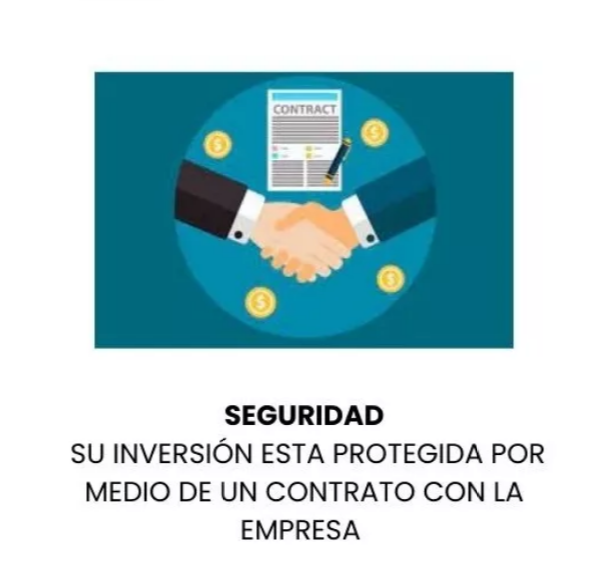 CONTRACT
SEGURIDAD
SU INVERSIÓN ESTA PROTEGIDA POR
MEDIO DE UN CONTRATO CON LA
EMPRESA